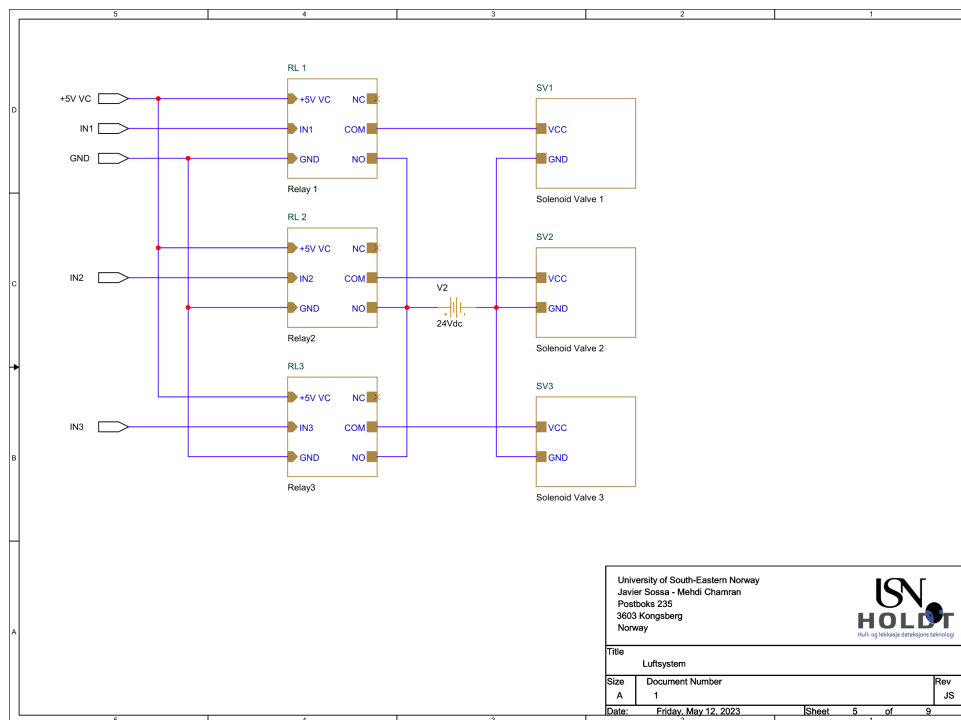 5 4 3 2 1
D
C
B
A
RL 1
+5V VC
IN1
GND
+5V VC NC
IN1 COM
GND NO
Relay 1
SV1
VCC
GND
Solenoid Valve 1
RL 2
IN2
+5V VC NC
IN2 COM
GND NO
Relay2
V2
24Vdc
SV2
VCC
GND
Solenoid Valve 2
RL3
IN3
+5V VC NC
IN3 COM
GND NO
Relay3
SV3
VCC
GND
Solenoid Valve 3
University of South-Eastern Norway
Javier Sossa - Mehdi Chamran
Postboks 235
3603 Kongsberg
Norway
USN
HOLDT
Hull- og lekkasje deteksjons teknologi
Title
Luftsystem
Size Document Number Rev
A 1 JS
Date: Friday, May 12, 2023 Sheet 5 of 9
5 4 3 2 1